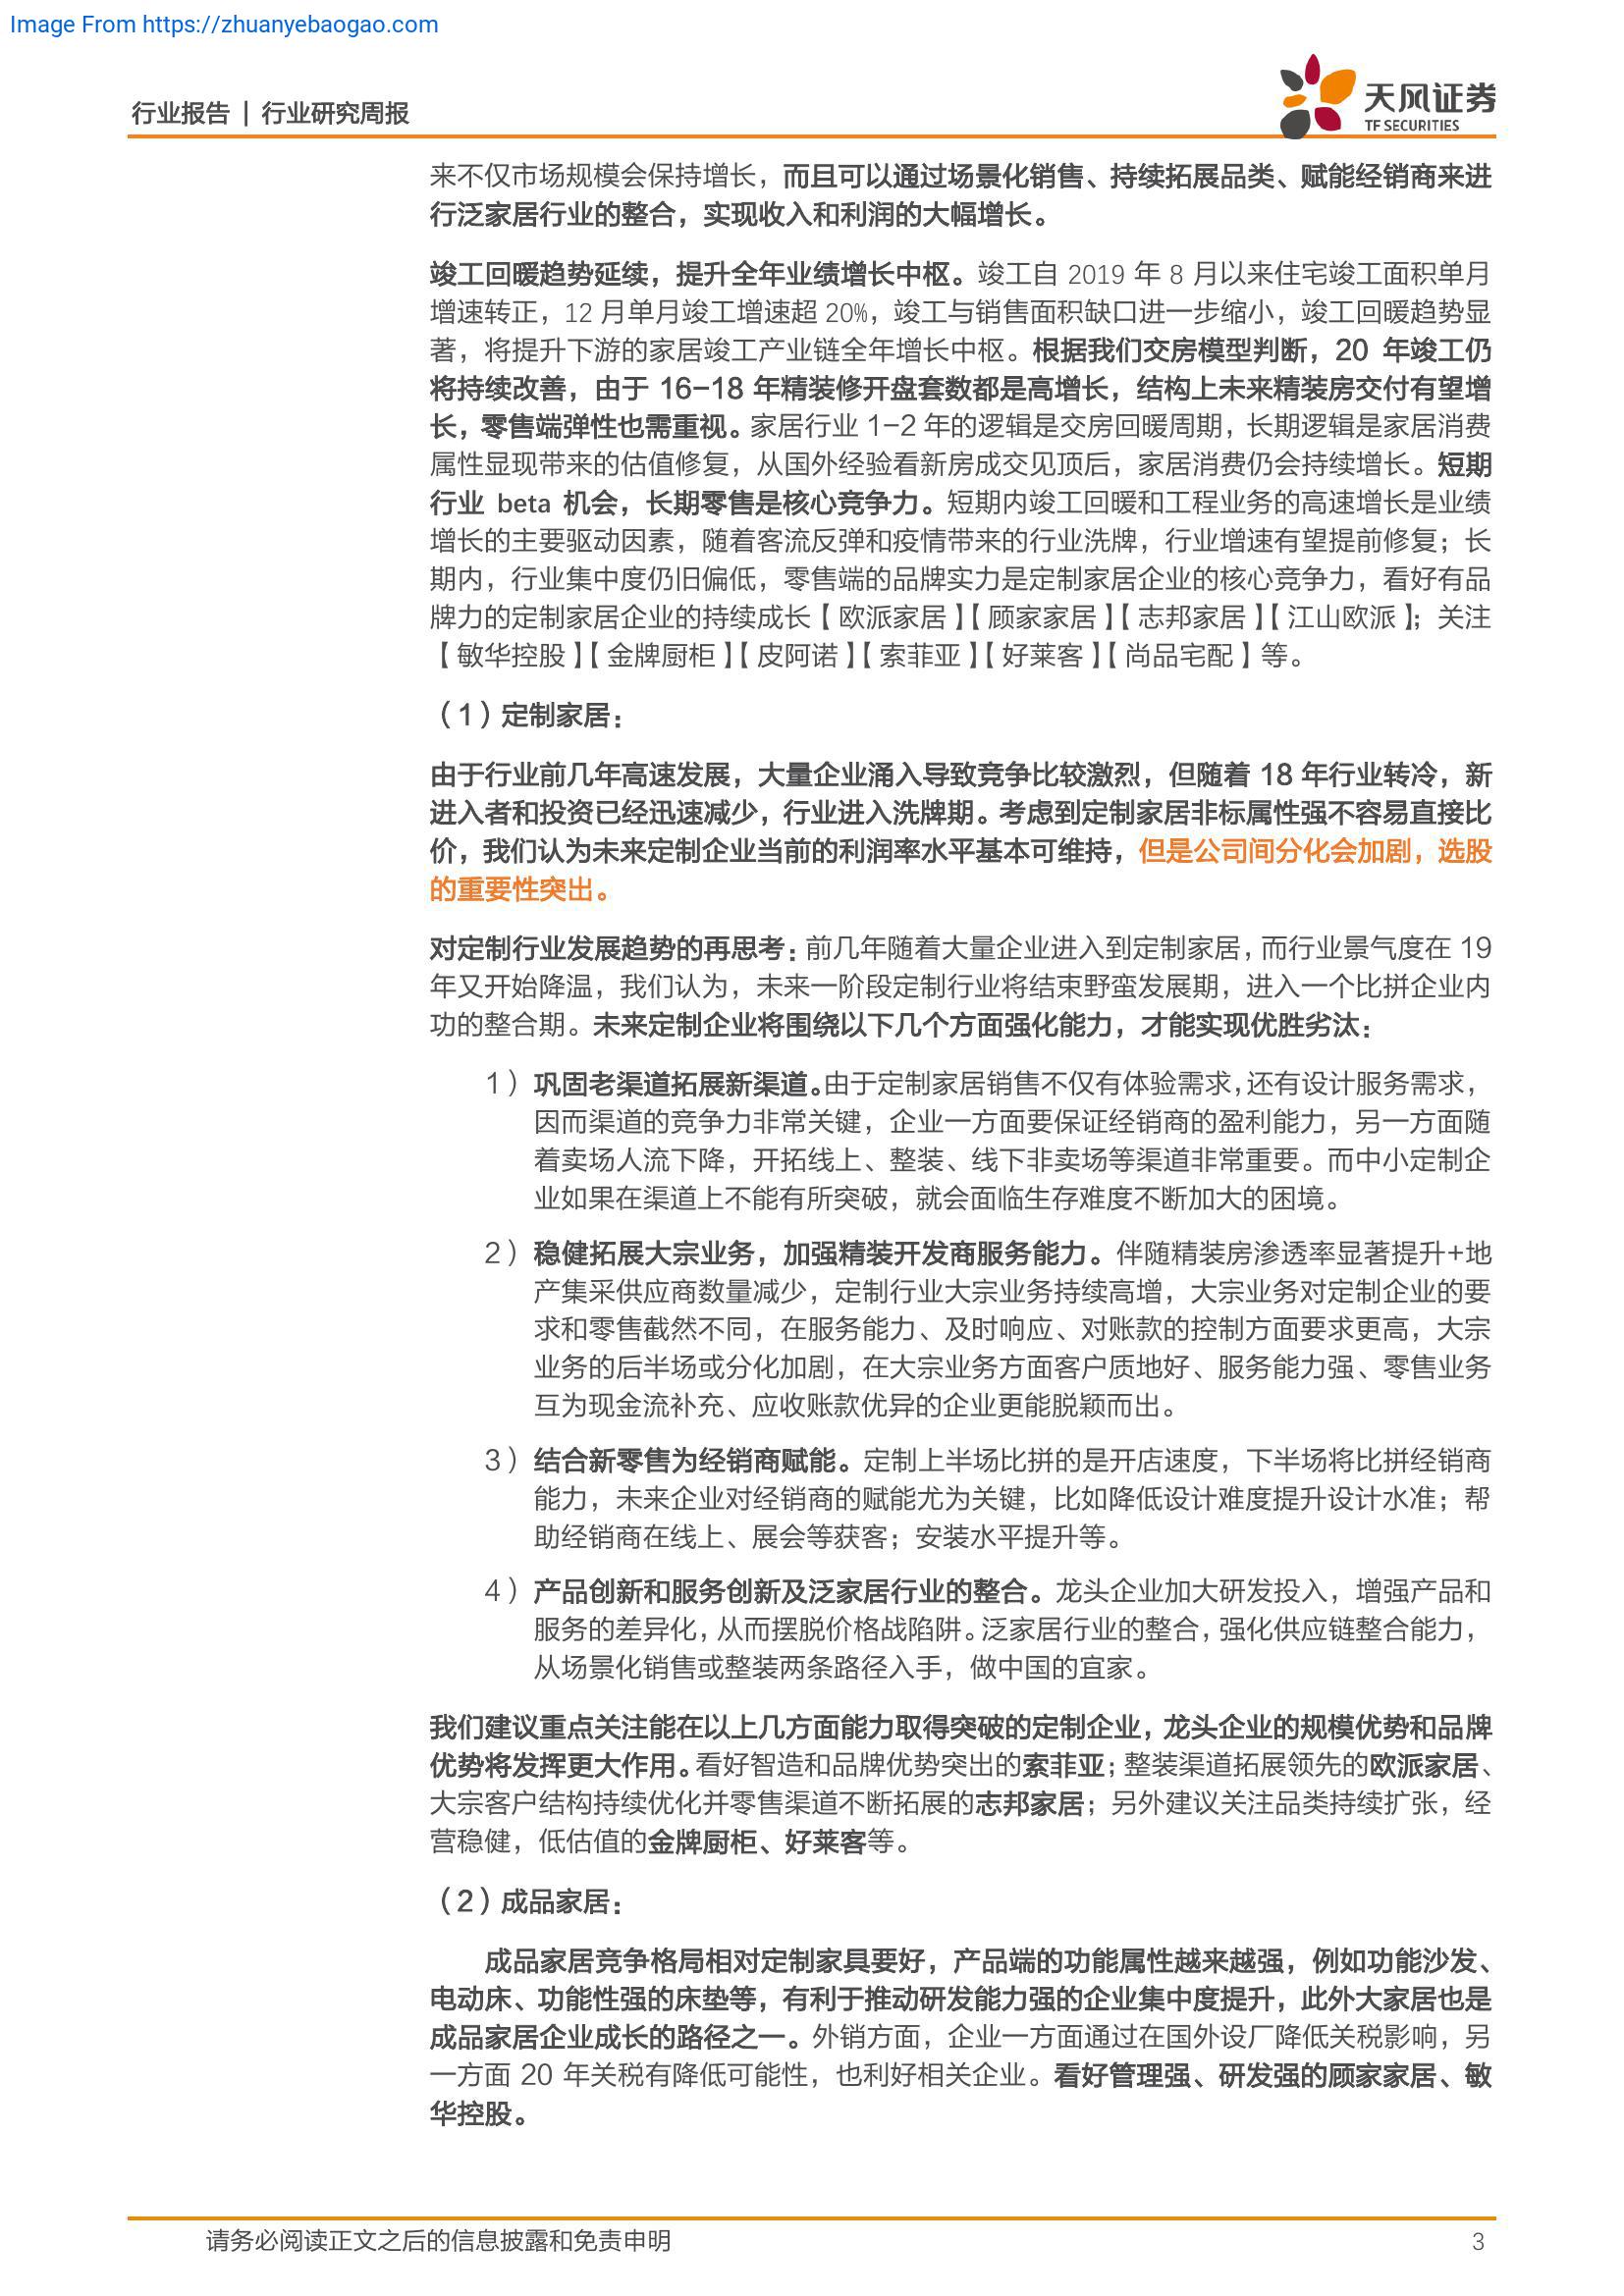 Image From https://zhuanyebaogao.com
行业报告 | 行业研究周报
天风证券
TF SECURITIES
来不仅市场规模会保持增长，而且可以通过场景化销售、持续拓展品类、赋能经销商来进
行泛家居行业的整合，实现收入和利润的大幅增长。
竣工回暖趋势延续，提升全年业绩增长中枢。竣工自 2019 年 8 月以来住宅竣工面积单月
增速转正，12 月单月竣工增速超 20%，竣工与销售面积缺口进一步缩小，竣工回暖趋势显
著，将提升下游的家居竣工产业链全年增长中枢。根据我们交房模型判断，20 年竣工仍
将持续改善，由于 16-18 年精装修开盘套数都是高增长，结构上未来精装房交付有望增
长，零售端弹性也需重视。家居行业 1-2 年的逻辑是交房回暖周期，长期逻辑是家居消费
属性显现带来的估值修复，从国外经验看新房成交见顶后，家居消费仍会持续增长。短期
行业 beta 机会，长期零售是核心竞争力。短期内竣工回暖和工程业务的高速增长是业绩
增长的主要驱动因素，随着客流反弹和疫情带来的行业洗牌，行业增速有望提前修复；长
期内，行业集中度仍旧偏低，零售端的品牌实力是定制家居企业的核心竞争力，看好有品
牌力的定制家居企业的持续成长【欧派家居】【顾家家居】【志邦家居】【江山欧派】；关注
【敏华控股】【金牌厨柜】【皮阿诺】【索菲亚】【好莱客】【尚品宅配】等。
（1）定制家居：
由于行业前几年高速发展，大量企业涌入导致竞争比较激烈，但随着 18 年行业转冷，新
进入者和投资已经迅速减少，行业进入洗牌期。考虑到定制家居非标属性强不容易直接比
价，我们认为未来定制企业当前的利润率水平基本可维持，但是公司间分化会加剧，选股
的重要性突出。
对定制行业发展趋势的再思考：前几年随着大量企业进入到定制家居，而行业景气度在 19
年又开始降温，我们认为，未来一阶段定制行业将结束野蛮发展期，进入一个比拼企业内
功的整合期。未来定制企业将围绕以下几个方面强化能力，才能实现优胜劣汰：
1）巩固老渠道拓展新渠道。由于定制家居销售不仅有体验需求，还有设计服务需求，
因而渠道的竞争力非常关键，企业一方面要保证经销商的盈利能力，另一方面随
着卖场人流下降，开拓线上、整装、线下非卖场等渠道非常重要。而中小定制企
业如果在渠道上不能有所突破，就会面临生存难度不断加大的困境。
2）稳健拓展大宗业务，加强精装开发商服务能力。伴随精装房渗透率显著提升+地
产集采供应商数量减少，定制行业大宗业务持续高增，大宗业务对定制企业的要
求和零售截然不同，在服务能力、及时响应、对账款的控制方面要求更高，大宗
业务的后半场或分化加剧，在大宗业务方面客户质地好、服务能力强、零售业务
互为现金流补充、应收账款优异的企业更能脱颖而出。
3）结合新零售为经销商赋能。定制上半场比拼的是开店速度，下半场将比拼经销商
能力，未来企业对经销商的赋能尤为关键，比如降低设计难度提升设计水准；帮
助经销商在线上、展会等获客；安装水平提升等。
4）产品创新和服务创新及泛家居行业的整合。龙头企业加大研发投入，增强产品和
服务的差异化，从而摆脱价格战陷阱。泛家居行业的整合，强化供应链整合能力，
从场景化销售或整装两条路径入手，做中国的宜家。
我们建议重点关注能在以上几方面能力取得突破的定制企业，龙头企业的规模优势和品牌
优势将发挥更大作用。看好智造和品牌优势突出的索菲亚；整装渠道拓展领先的欧派家居、
大宗客户结构持续优化并零售渠道不断拓展的志邦家居；另外建议关注品类持续扩张，经
营稳健，低估值的金牌厨柜、好莱客等。
（2）成品家居：
成品家居竞争格局相对定制家具要好，产品端的功能属性越来越强，例如功能沙发、
电动床、功能性强的床垫等，有利于推动研发能力强的企业集中度提升，此外大家居也是
成品家居企业成长的路径之一。外销方面，企业一方面通过在国外设厂降低关税影响，另
一方面 20 年关税有降低可能性，也利好相关企业。看好管理强、研发强的顾家家居、敏
华控股。
请务必阅读正文之后的信息披露和免责申明
3